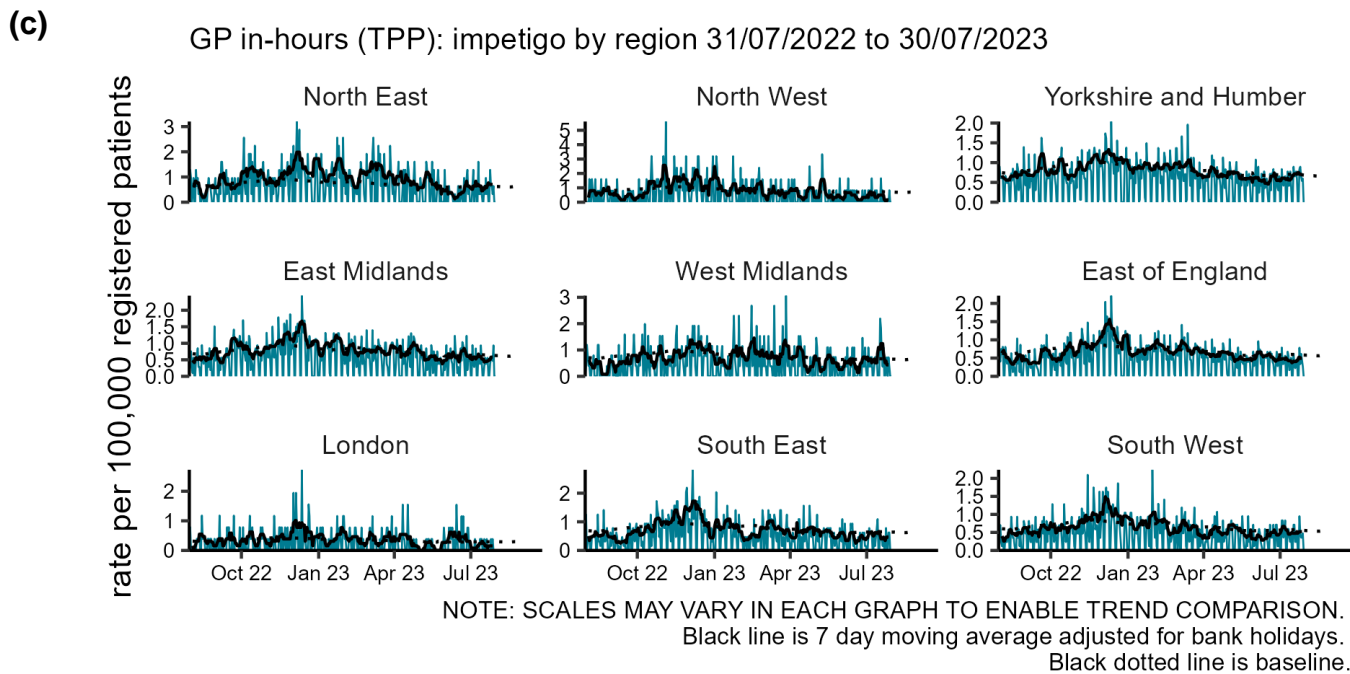 (c)
GP in-hours (TPP): impetigo by region 31/07/2022 to 30/07/2023
rate per 100,000 registered patients
North East
3
2
1
0
North West
5
4
3
2
1
0
Yorkshire and Humber
2.0
1.5
1.0
0.5
0.0
East Midlands
2.0
1.5
1.0
0.5
0.0
West Midlands
3
2
1
0
East of England
2.0
1.5
1.0
0.5
0.0
London
2
1
0
Oct 22 Jan 23 Apr 23 Jul 23
South East
2
1
0
Oct 22 Jan 23 Apr 23 Jul 23
South West
2.0
1.5
1.0
0.5
0.0
Oct 22 Jan 23 Apr 23 Jul 23
NOTE: SCALES MAY VARY IN EACH GRAPH TO ENABLE TREND COMPARISON.
Black line is 7 day moving average adjusted for bank holidays.
Black dotted line is baseline.